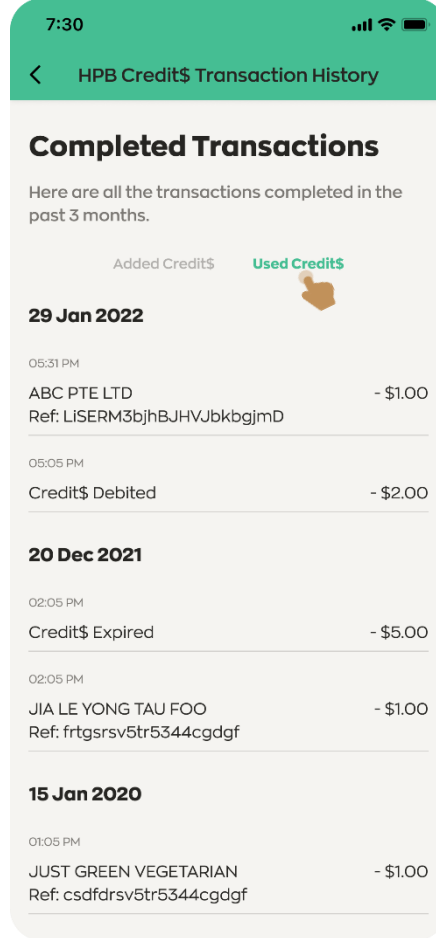 7:30
HPB Credit$ Transaction History
Completed Transactions
Here are all the transactions completed in the
past 3 months.
Added Credit$ Used Credit$
29 Jan 2022
05:31 PM
ABC PTE LTD - $1.00
Ref: LiSERM3bjhBJHVJbkbgjmD
05:05 PM
Credit$ Debited - $2.00
20 Dec 2021
02:05 PM
Credit$ Expired - $5.00
02:05 PM
JIA LE YONG TAU FOO - $1.00
Ref: frtgsrsv5tr5344cgdgf
15 Jan 2020
01:05 PM
JUST GREEN VEGETARIAN - $1.00
Ref: csdfdrsv5tr5344cgdgf